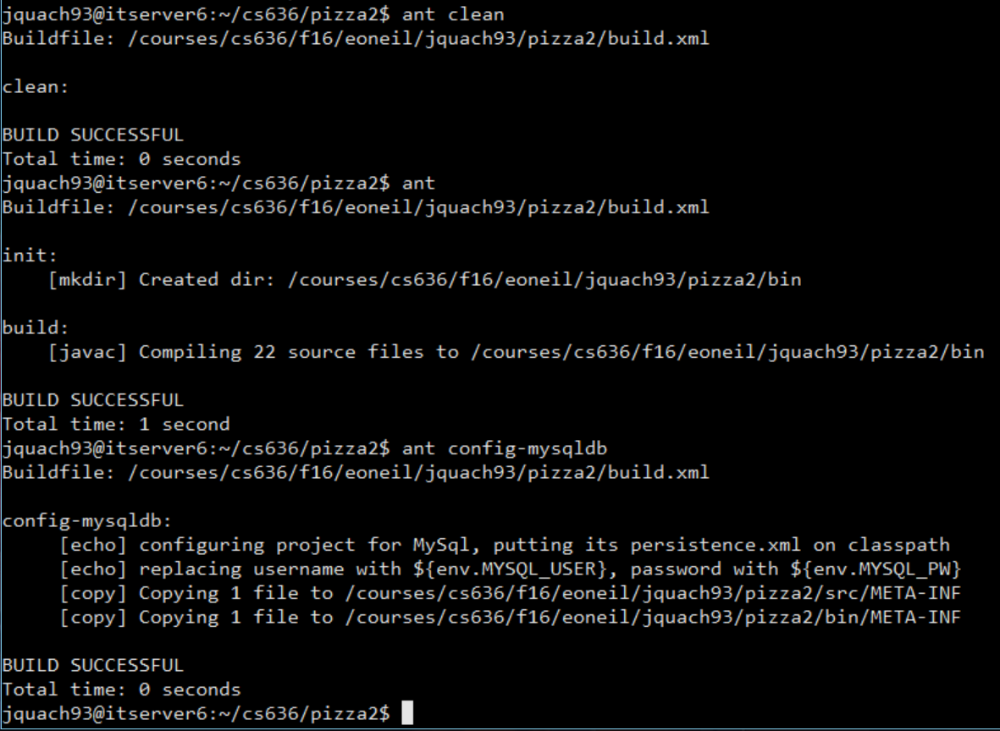 jquach93@itserver6:~/cs636/pizza2$ ant clean
Buildfile: /courses/cs636/f16/eoneil/jquach93/pizza2/build.xml
clean:
BUILD SUCCESSFUL
Total time: 0 seconds
jquach93@itserver6:~/cs636/pizza2$ ant
Buildfile: /courses/cs636/f16/eoneil/jquach93/pizza2/build.xml
init:
[mkdir] Created dir: /courses/cs636/f16/eoneil/jquach93/pizza2/bin
build:
[javac] Compiling 22 source files to /courses/cs636/f16/eoneil/jquach93/pizza2/bin
BUILD SUCCESSFUL
Total time: 1 second
jquach93@itserver6:~/cs636/pizza2$ ant config-mysqldb
Buildfile: /courses/cs636/f16/eoneil/jquach93/pizza2/build.xml
config-mysqldb:
[echo] configuring project for MySql, putting its persistence.xml on classpath
[echo] replacing username with ${env.MYSQL_USER}, password with ${env.MYSQL_PW}
[copy] Copying 1 file to /courses/cs636/f16/eoneil/jquach93/pizza2/src/META-INF
[copy] Copying 1 file to /courses/cs636/f16/eoneil/jquach93/pizza2/bin/META-INF
BUILD SUCCESSFUL
Total time: 0 seconds
jquach93@itserver6:~/cs636/pizza2$